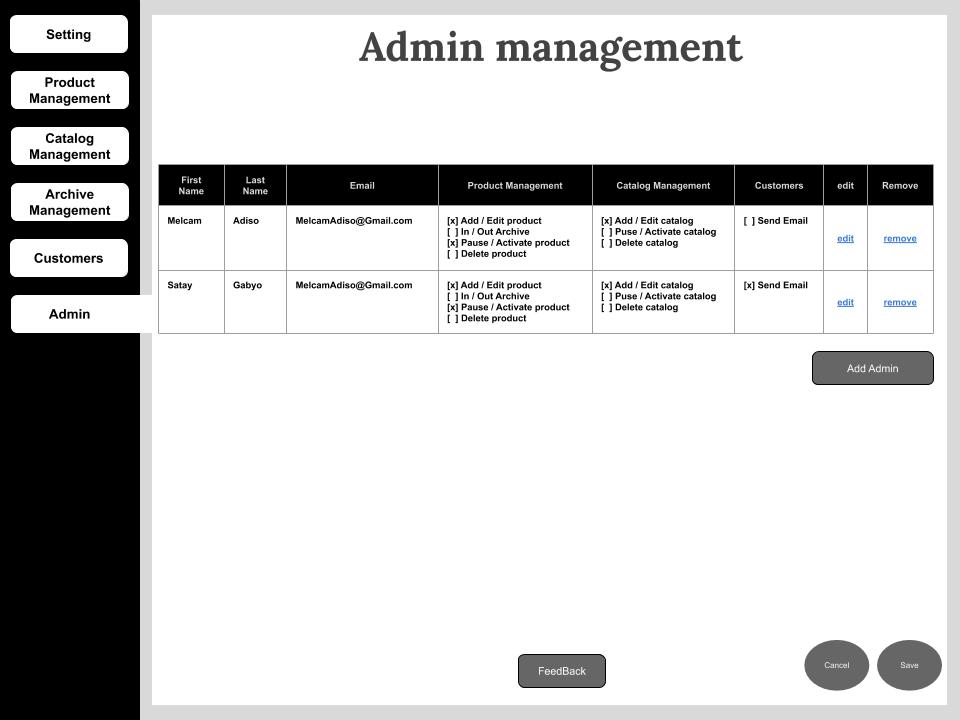 Setting
Product
Management
Catalog
Management
Archive
Management
Customers
Admin
Admin management
First
Name
Last
Name
Email
Product Management
Catalog Management
Customers
edit
Remove
Melcam
Adiso
MelcamAdiso@Gmail.com
[x] Add / Edit product
[ ] In / Out Archive
[x] Pause / Activate product
[ ] Delete product
[x] Add / Edit catalog
[ ] Puse / Activate catalog
[ ] Delete catalog
[ ] Send Email
edit
remove
Satay
Gabyo
MelcamAdiso@Gmail.com
[x] Add / Edit product
[ ] In / Out Archive
[x] Pause / Activate product
[ ] Delete product
[x] Add / Edit catalog
[ ] Puse / Activate catalog
[ ] Delete catalog
[x] Send Email
edit
remove
Add Admin
FeedBack
Cancel
Save